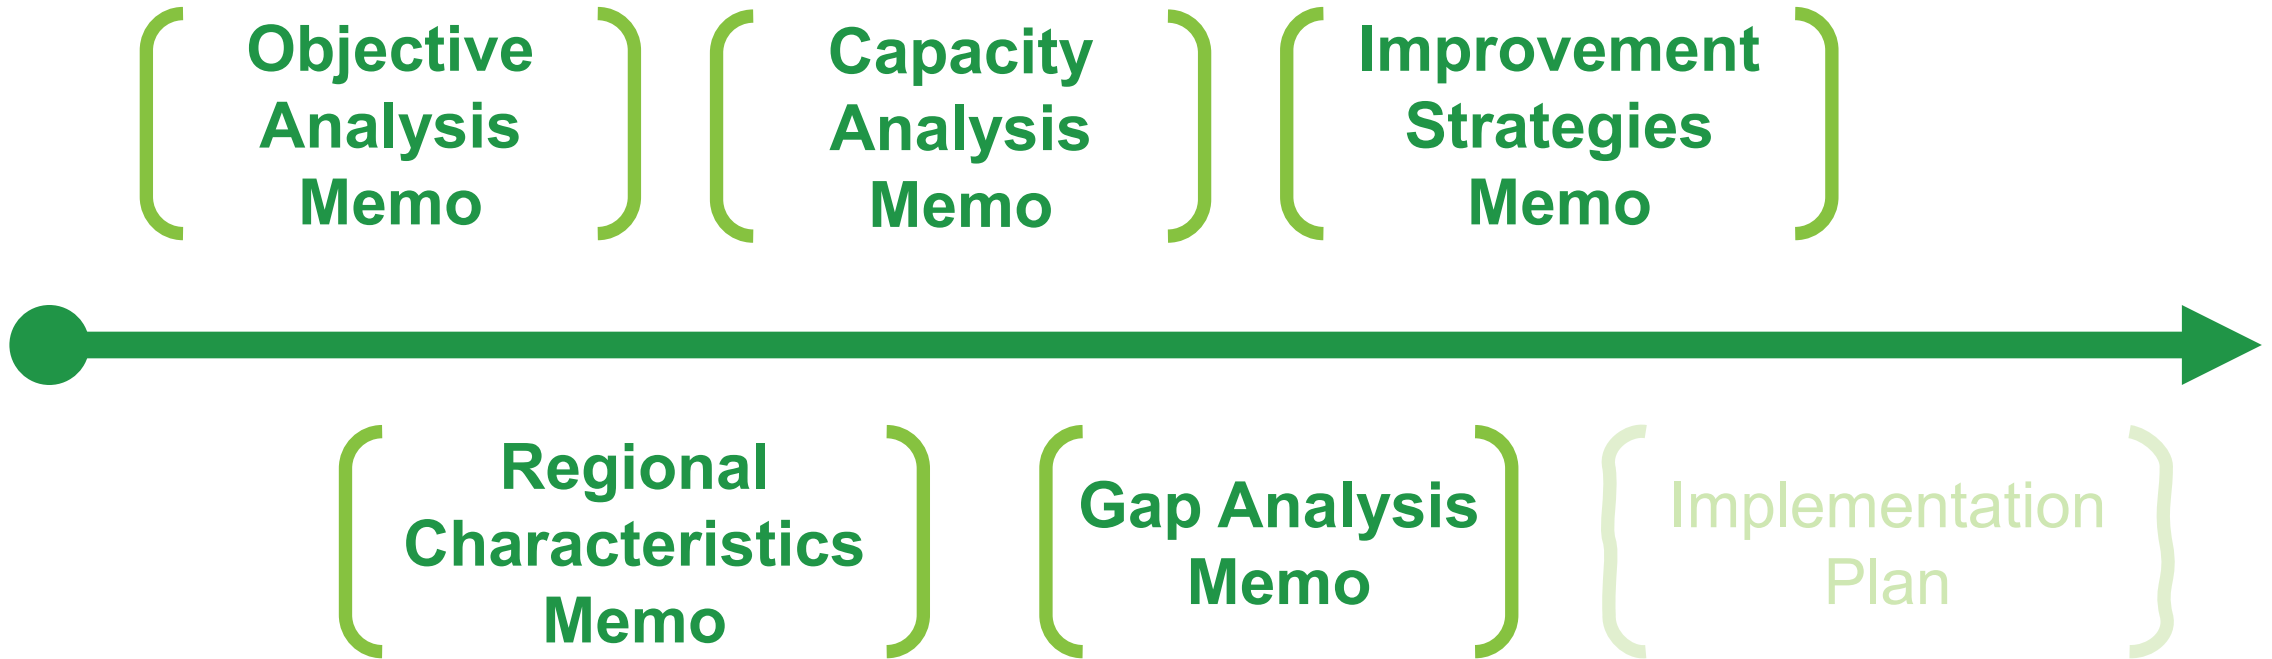 Objective
Analysis
Memo
Capacity
Analysis
Memo
Improvement
Strategies
Memo
Regional
Characteristics
Memo
Gap Analysis
Memo
Implementation
Plan